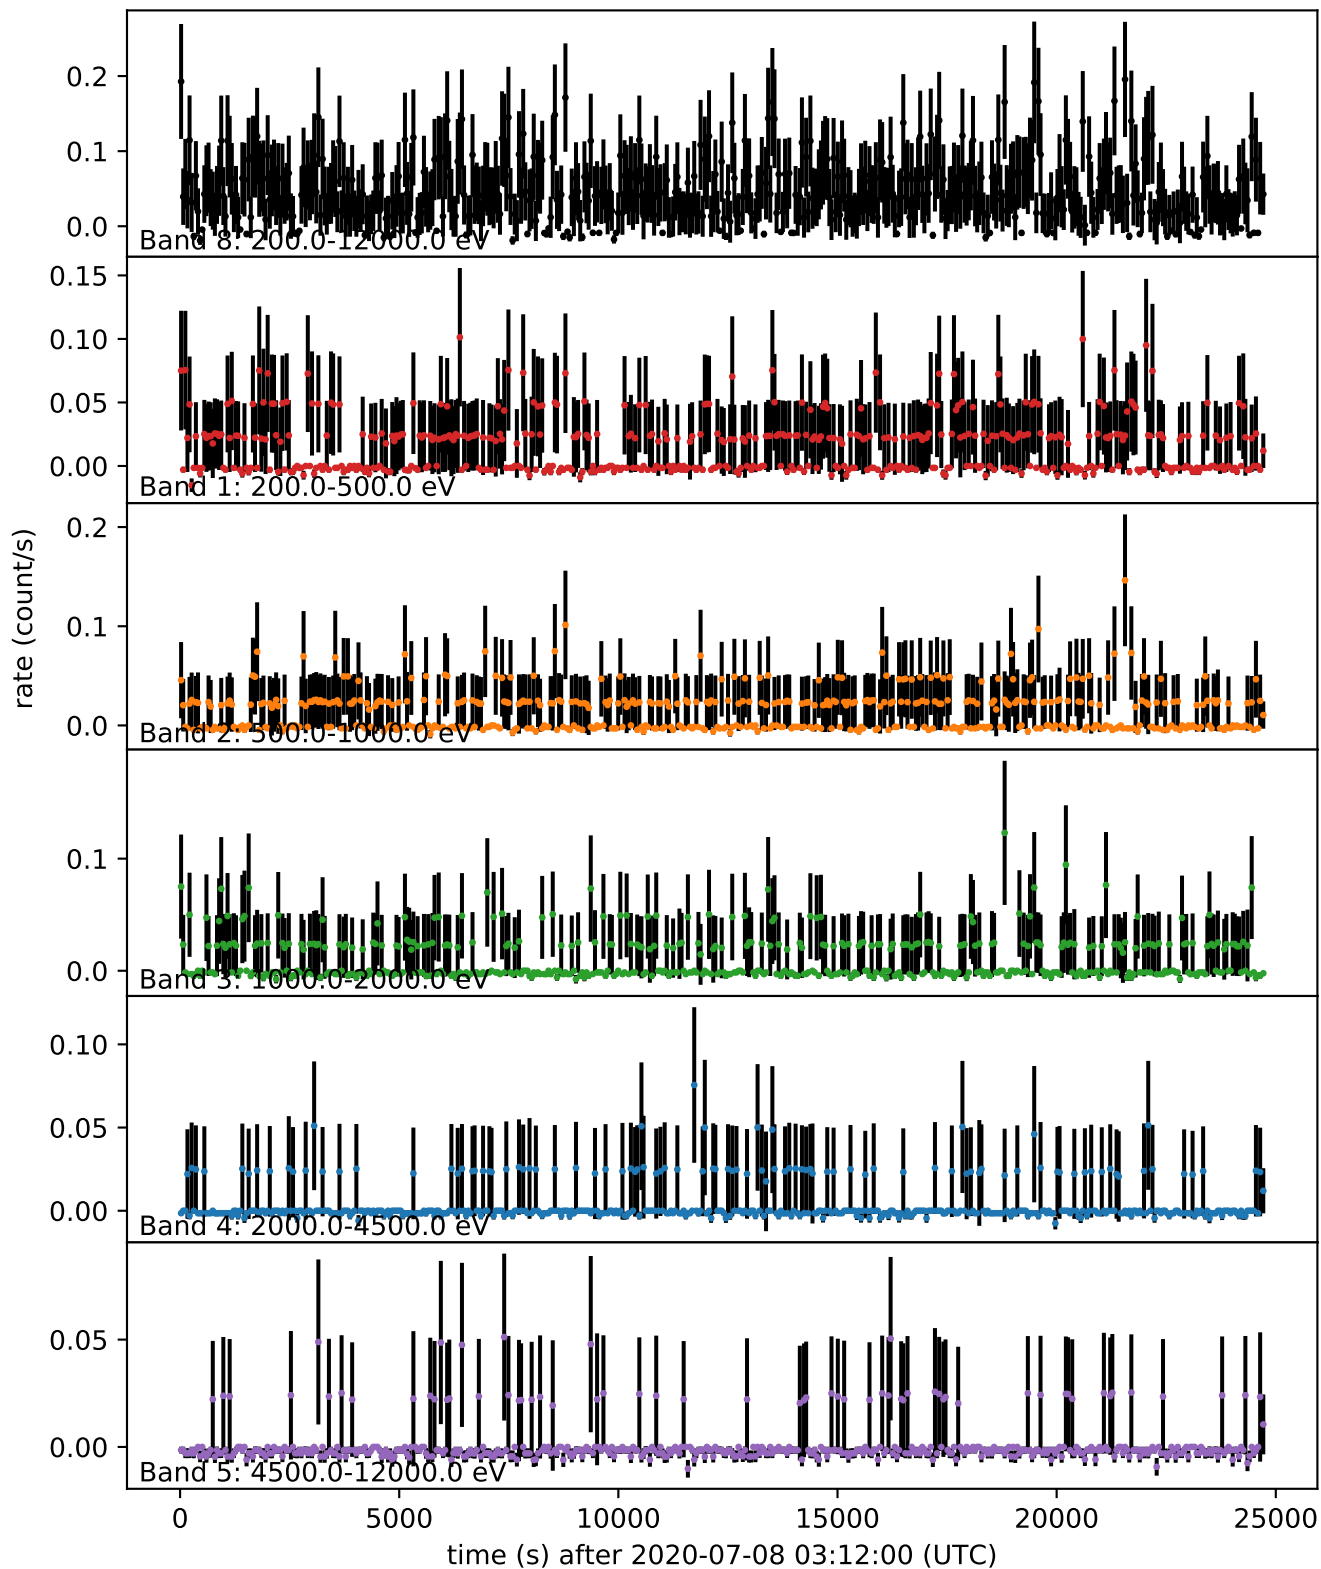 0.2
0.1
0.0
Band 8: 200.0-12000.0 eV
0.15
0.10
0.05
0.00
Band 1: 200.0-500.0 eV
0.2
0.1
0.0
Band 2: 500.0-1000.0 eV
rate (count/s)
0.1
0.0
Band 3: 1000.0-2000.0 eV
0.10
0.05
0.00
Band 4: 2000.0-4500.0 eV
0.05
0.00
Band 5: 4500.0-12000.0 eV
0 5000 10000 15000 20000 25000
time (s) after 2020-07-08 03:12:00 (UTC)